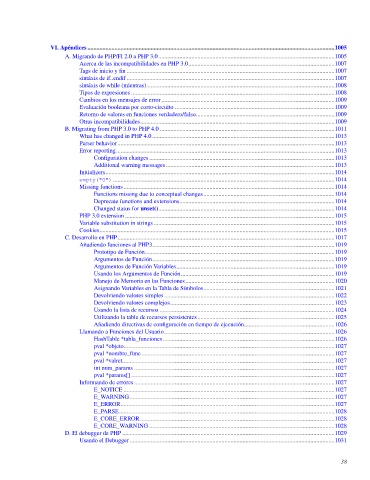 VI. Apéndices 1005
A. Migrando de PHP/FI 2.0 a PHP 3.0 1005
Acerca de las incompatibilidades en PHP 3.0 1007
Tags de inicio y fin 1007
sintáxis de if..endif 1007
sintáxis de while (mientras) 1008
Tipos de expresiones 1008
Cambios en los mensajes de error 1009
Evaluación booleana por corto-circuito 1009
Retorno de valores en funciones verdadero/falso 1009
Otras incompatibilidades 1009
B. Migrating from PHP 3.0 to PHP 4.0 1011
What has changed in PHP 4.0 1013
Parser behavior 1013
Error reporting 1013
Configuration changes 1013
Additional warning messages 1013
Initializers 1014
empty("0") 1014
Missing functions 1014
Functions missing due to conceptual changes 1014
Deprecate functions and extensions 1014
Changed status for unset() 1014
PHP 3.0 extension 1015
Variable substitution in strings 1015
Cookies 1015
C. Desarrollo en PHP 1017
Añadiendo funciones al PHP3 1019
Prototipo de Función 1019
Argumentos de Función 1019
Argumentos de Función Variables 1019
Usando los Argumentos de Función 1019
Manejo de Memoria en las Funciones 1020
Asignando Variables en la Tabla de Símbolos 1021
Devolviendo valores simples 1022
Devolviendo valores complejos 1023
Usando la lista de recursos 1024
Utilizando la tabla de recursos persistentes 1025
Añadiendo directivas de configuración en tiempo de ejecución 1026
Llamando a Funciones del Usuario 1026
HashTable *tabla_funciones 1026
pval *objeto 1027
pval *nombre_func 1027
pval *valret 1027
int num_params 1027
pval *params[] 1027
Informando de errores 1027
E_NOTICE 1027
E_WARNING 1027
E_ERROR 1027
E_PARSE 1028
E_CORE_ERROR 1028
E_CORE_WARNING 1028
D. El debugger de PHP 1029
Usando el Debugger 1031
38